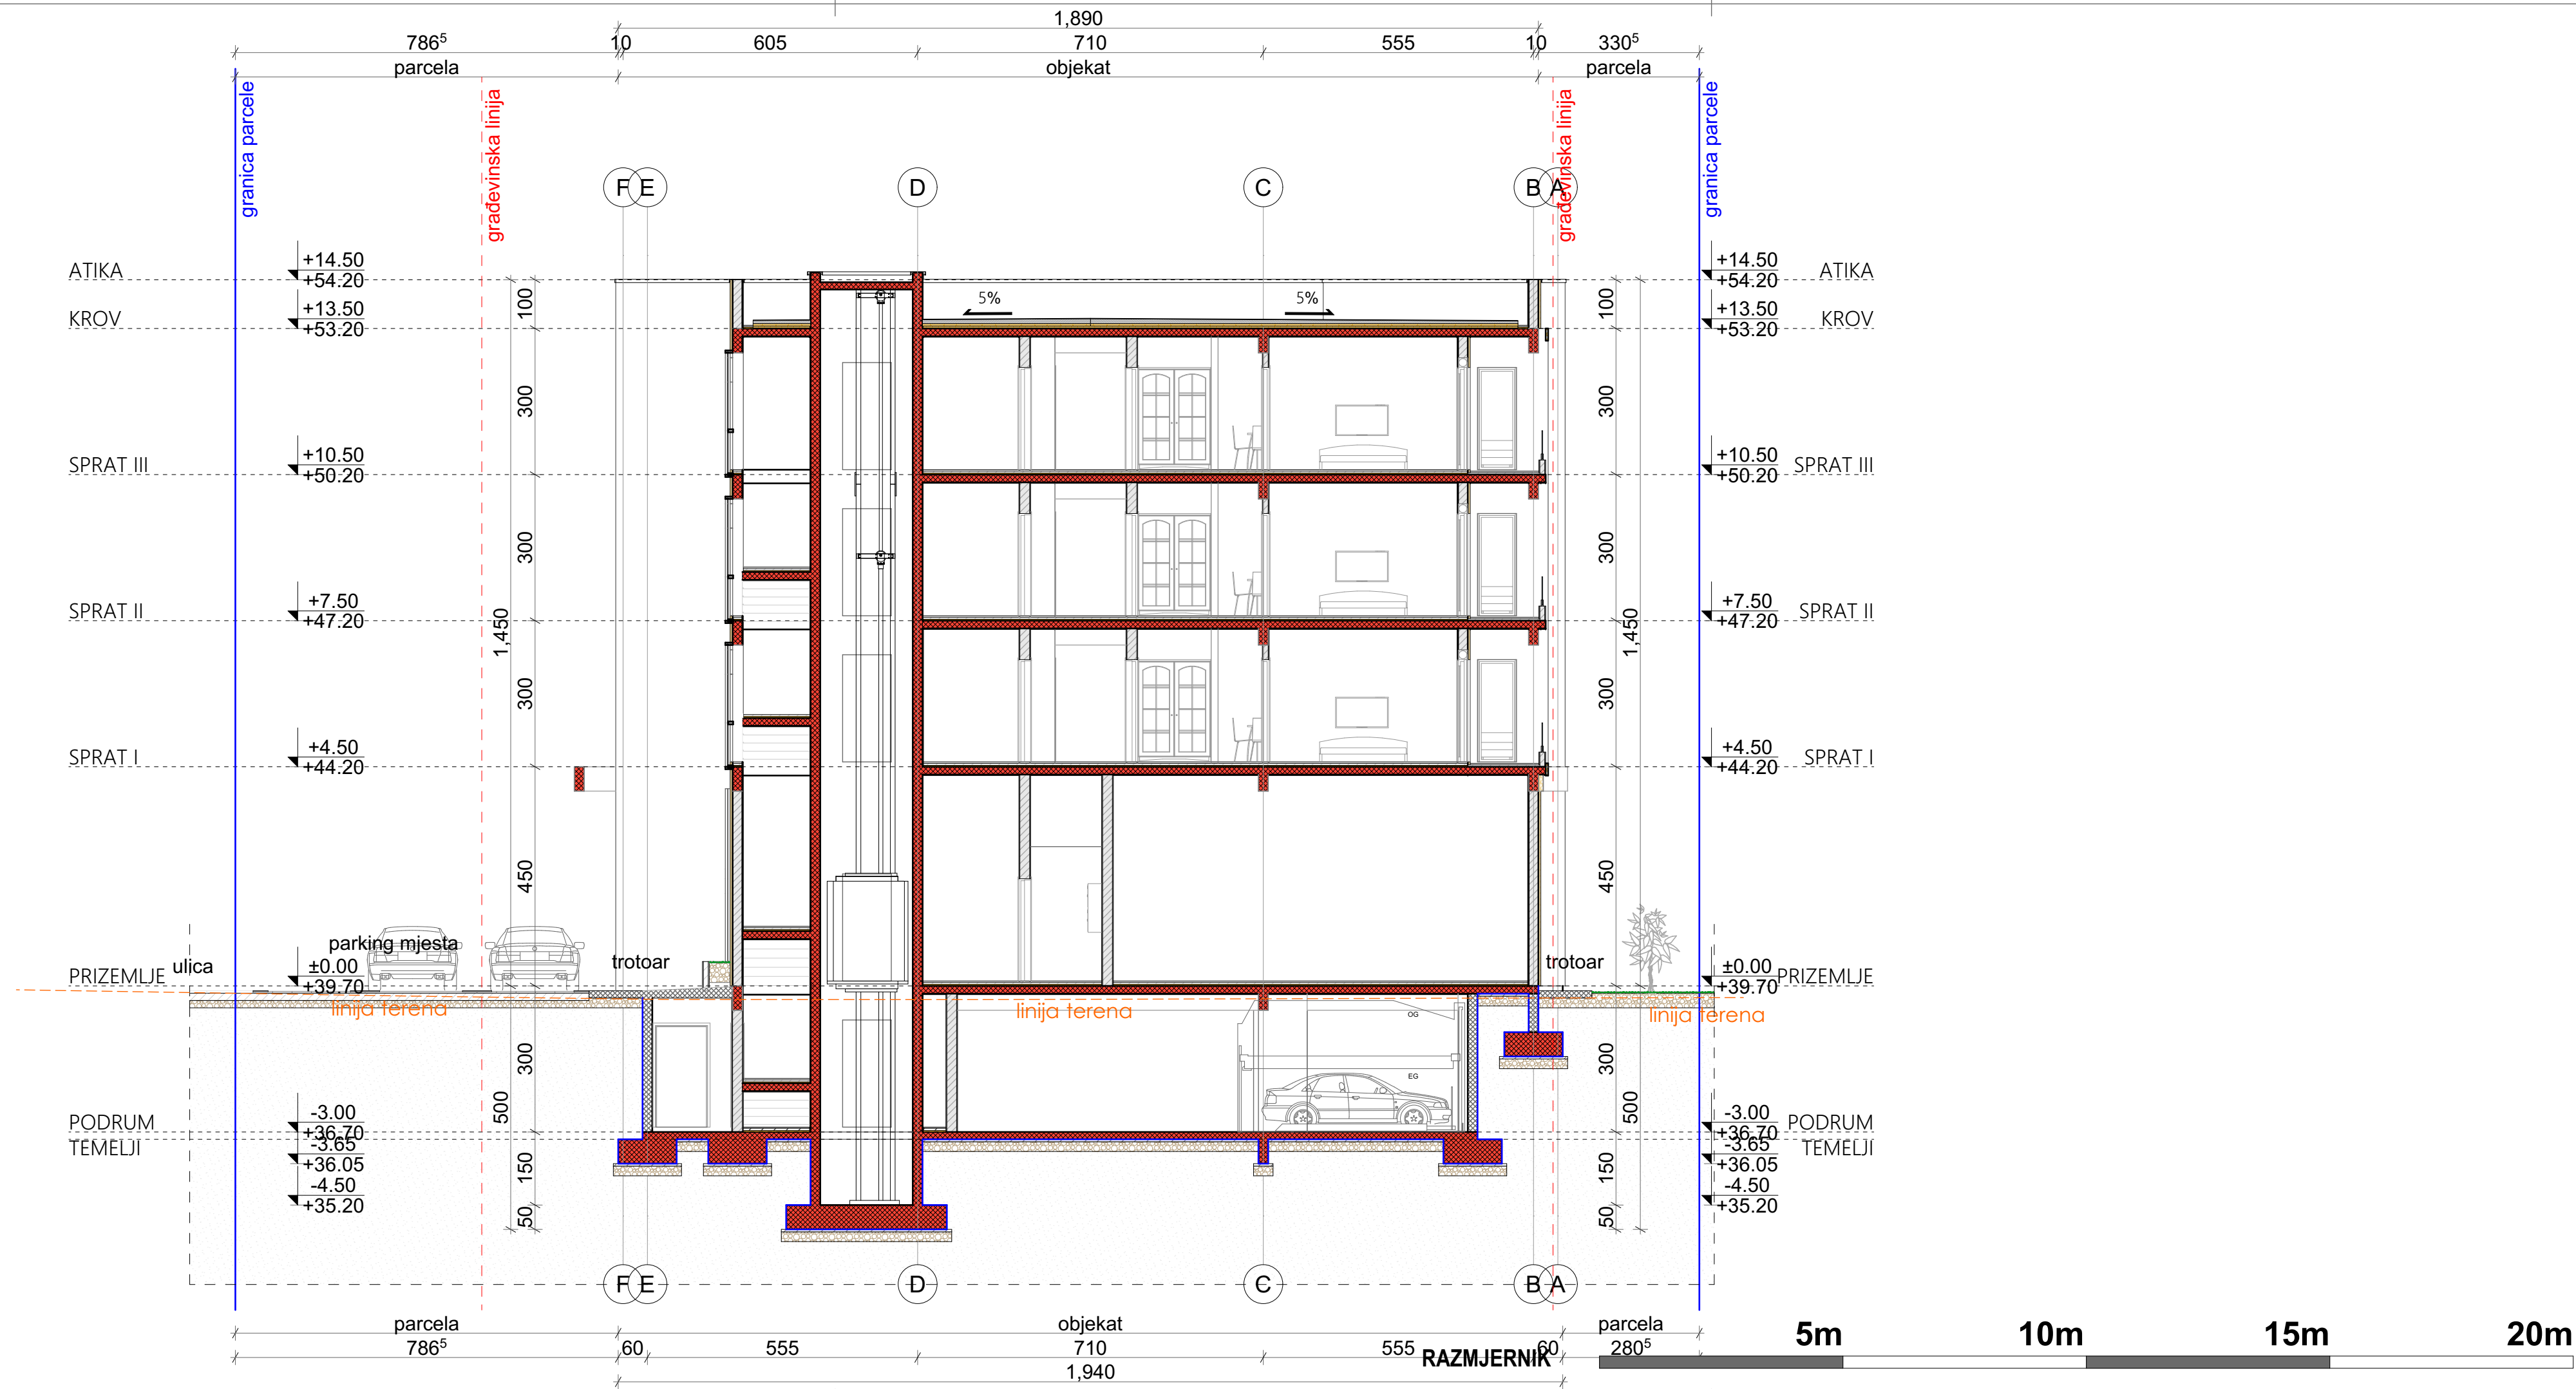 1,890
786⁵ 10 605 710 555 10 330⁵
parcela objekat parcela
granica parcele
građevinska linija
građevinska linija
granica parcele
F E D C B A
ATIKA +14.50 +14.50 ATIKA
+54.20 +54.20
100 5% 5% 100
KROV +13.50 +13.50 KROV
+53.20 +53.20
300 300
SPRAT III +10.50 +10.50 SPRAT III
+50.20 +50.20
300 300
SPRAT II +7.50 +7.50 SPRAT II
+47.20 +47.20
1,450 1,450
300 300
SPRAT I +4.50 +4.50 SPRAT I
+44.20 +44.20
450 450
parking mjesta
ulica trotoar trotoar
PRIZEMLJE ±0.00 ±0.00 PRIZEMLJE
+39.70 +39.70
linija terena linija terena linija terena
OG
300 300
EG
500 500
PODRUM -3.00 -3.00 PODRUM
+36.70 +36.70
TEMELJI -3.65 -3.65 TEMELJI
+36.05 +36.05
150 150
-4.50 -4.50
+35.20 +35.20
50 50
F E D C B A
parcela objekat parcela
786⁵ 60 555 710 555 60 280⁵
1,940
RAZMJERNIK 5m 10m 15m 20m